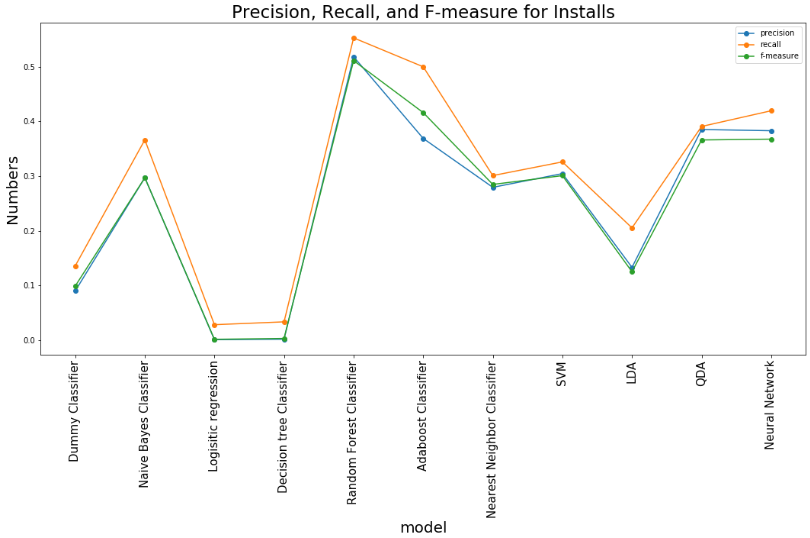 Precision, Recall, and F-measure for Installs
precision
recall
f-measure
0.5
0.4
0.3
0.2
0.1
0.0
Numbers
Dummy Classifier
Naive Bayes Classifier
Logisitic regression
Decision tree Classifier
Random Forest Classifier
Adaboost Classifier
Nearest Neighbor Classifier
SVM
LDA
QDA
Neural Network
model